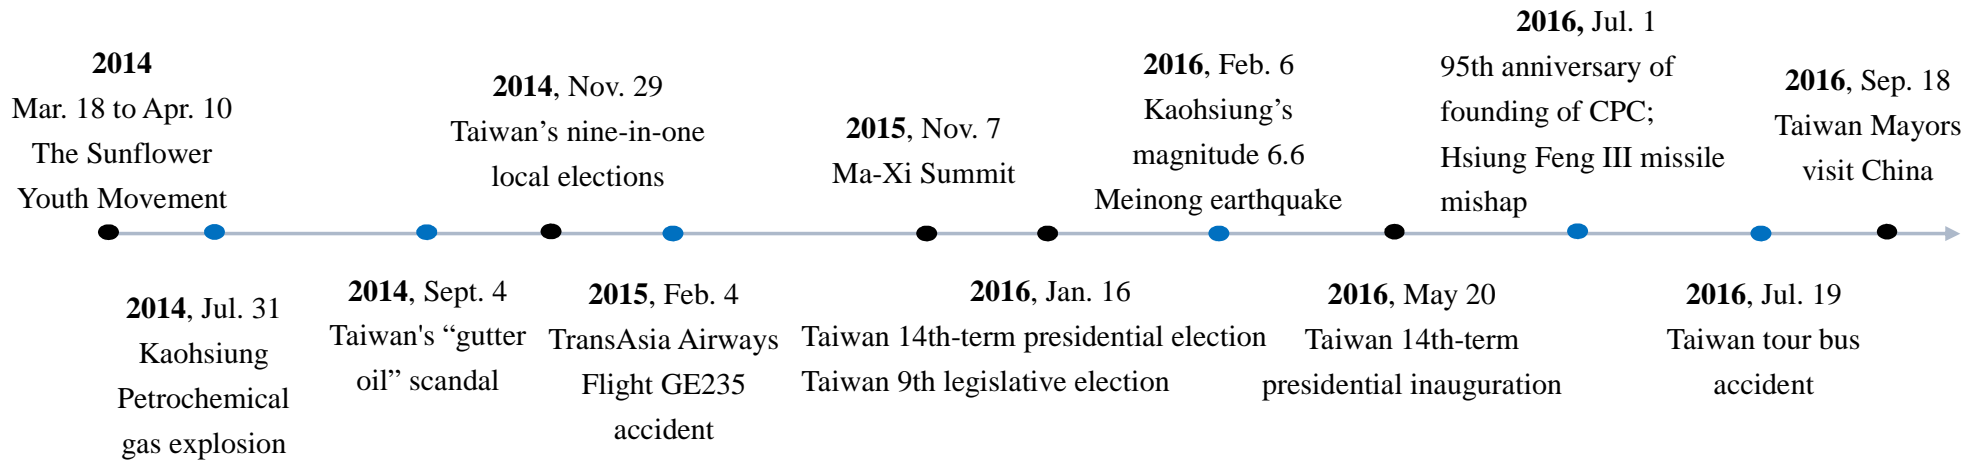 2014
Mar. 18 to Apr. 10
The Sunflower
Youth Movement
2014, Jul. 31
Kaohsiung
Petrochemical
gas explosion
2014, Sept. 4
Taiwan's “gutter
oil” scandal
2014, Nov. 29
Taiwan’s nine-in-one
local elections
2015, Feb. 4
TransAsia Airways
Flight GE235
accident
2015, Nov. 7
Ma-Xi Summit
2016, Jan. 16
Taiwan 14th-term presidential election
Taiwan 9th legislative election
2016, Feb. 6
Kaohsiung’s
magnitude 6.6
Meinong earthquake
2016, May 20
Taiwan 14th-term
presidential inauguration
2016, Jul. 1
95th anniversary of
founding of CPC;
Hsiung Feng III missile
mishap
2016, Jul. 19
Taiwan tour bus
accident
2016, Sep. 18
Taiwan Mayors
visit China